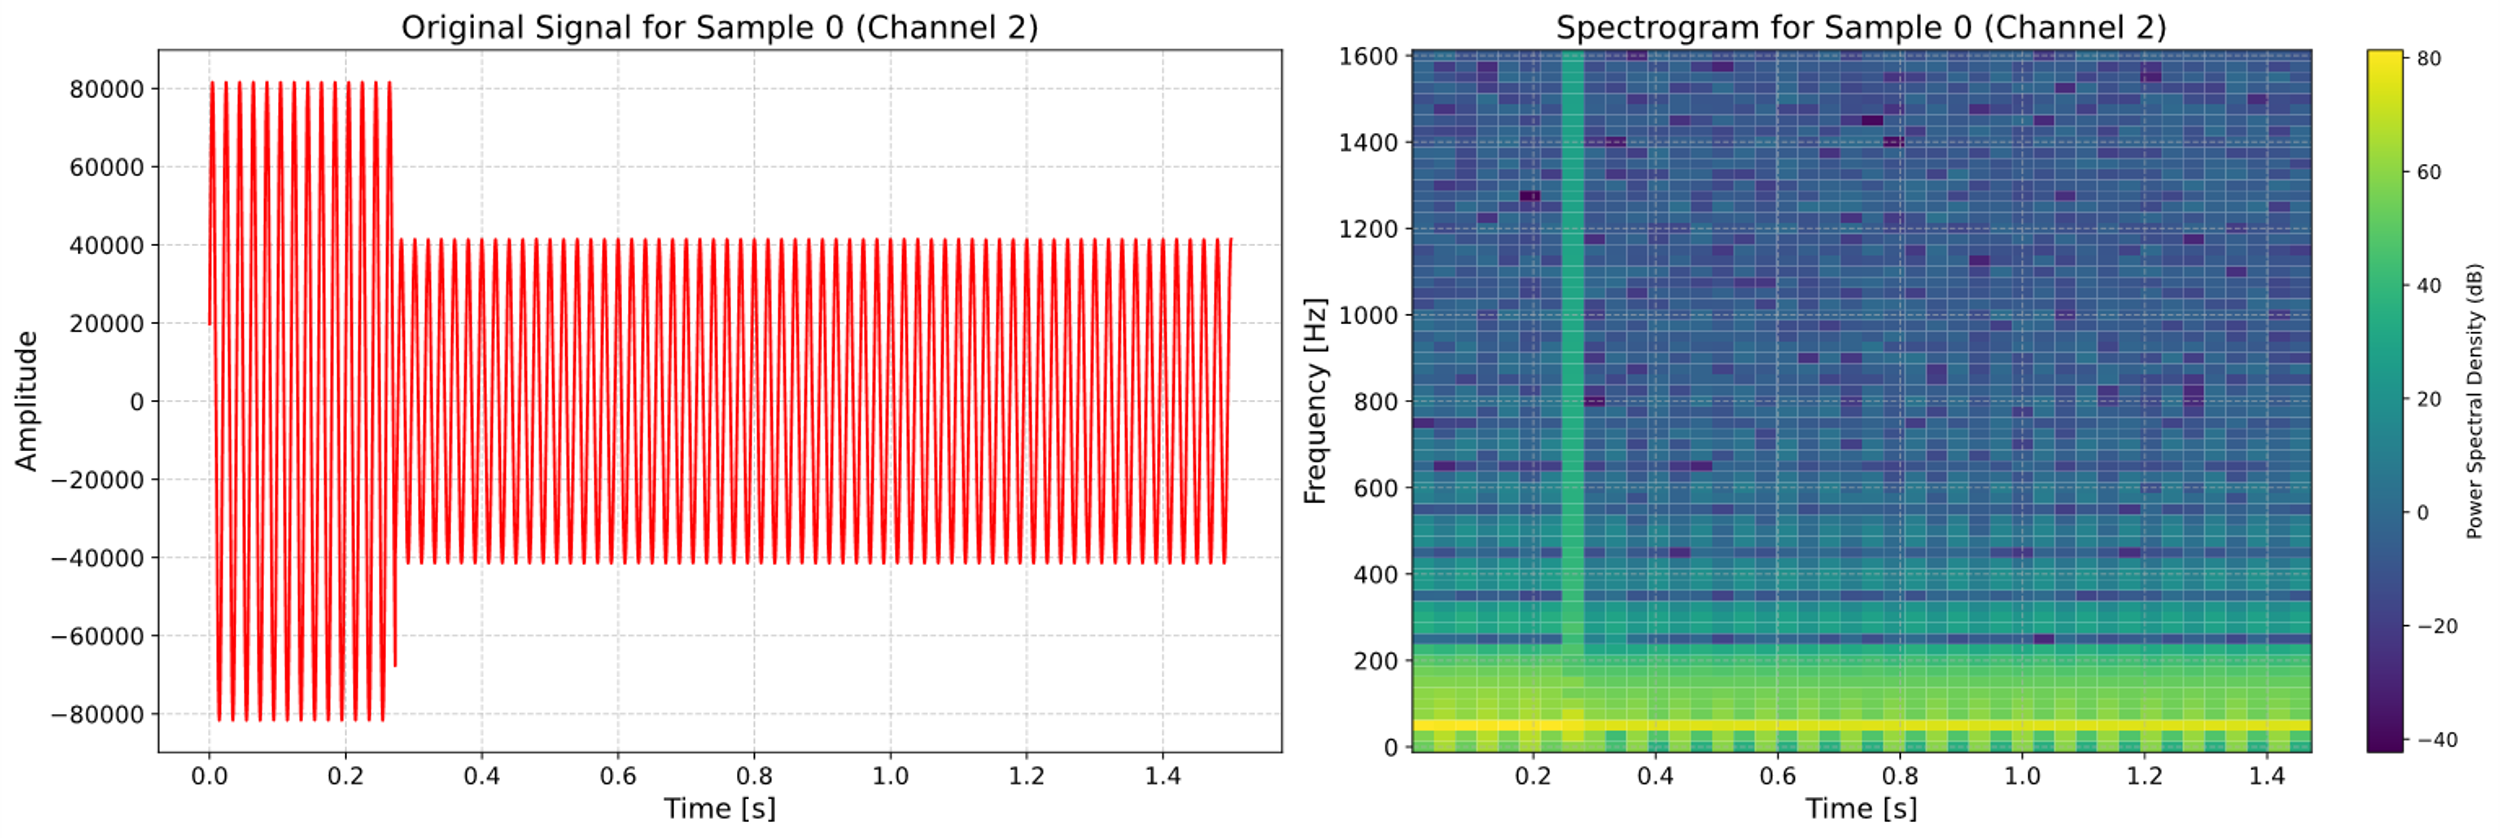 Original Signal for Sample 0 (Channel 2)
80000
60000
40000
20000
0
−20000
−40000
−60000
−80000
Amplitude
0.0 0.2 0.4 0.6 0.8 1.0 1.2 1.4
Time [s]
Spectrogram for Sample 0 (Channel 2)
1600
1400
1200
1000
800
600
400
200
0
Frequency [Hz]
0.2 0.4 0.6 0.8 1.0 1.2 1.4
Time [s]
80
60
40
20
0
−20
−40
Power Spectral Density (dB)